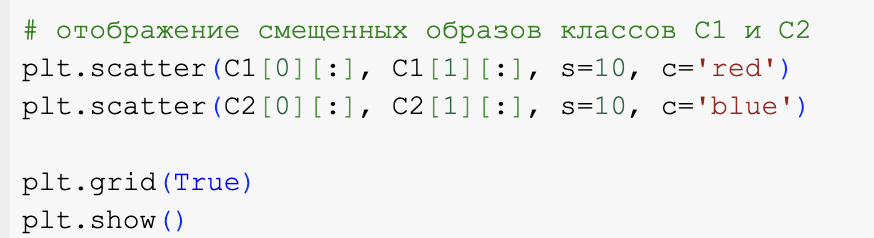 # отображение смещенных образов классов C1 и C2
plt.scatter(C1[0][:], C1[1][:], s=10, c='red')
plt.scatter(C2[0][:], C2[1][:], s=10, c='blue')
plt.grid(True)
plt.show()